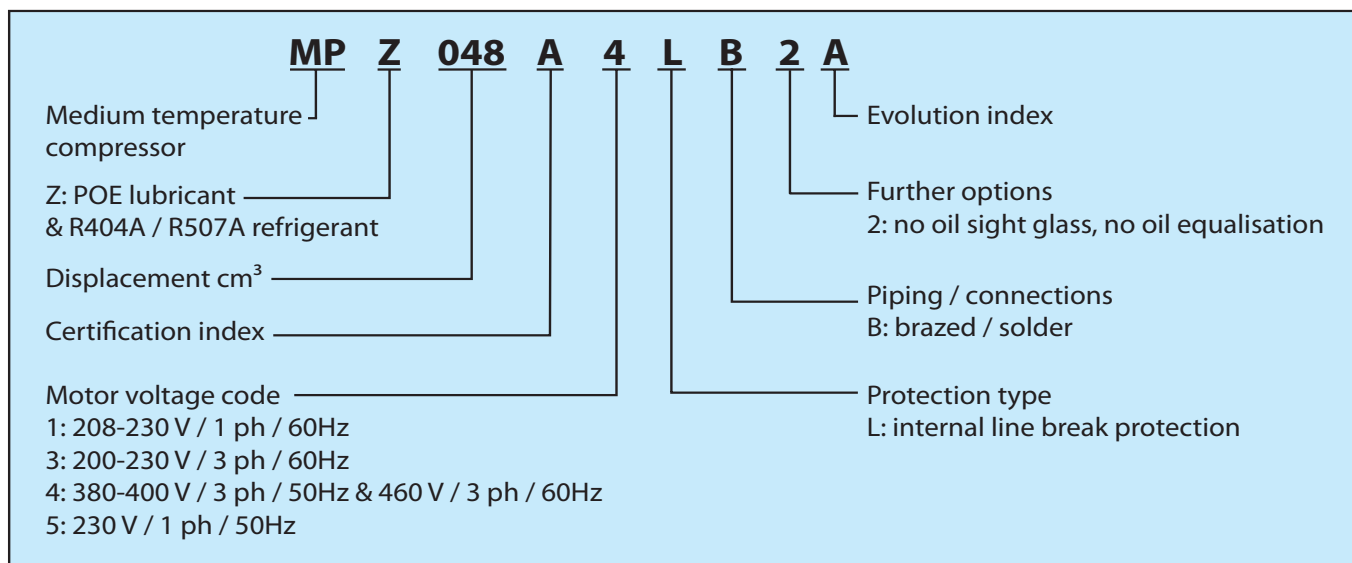 MP Z 048 A 4 L B 2 A
Medium temperature
compressor
Z: POE lubricant
& R404A / R507A refrigerant
Displacement cm³
Certification index
Motor voltage code
1: 208-230 V / 1 ph / 60Hz
3: 200-230 V / 3 ph / 60Hz
4: 380-400 V / 3 ph / 50Hz & 460 V / 3 ph / 60Hz
5: 230 V / 1 ph / 50Hz
Evolution index
Further options
2: no oil sight glass, no oil equalisation
Piping / connections
B: brazed / solder
Protection type
L: internal line break protection